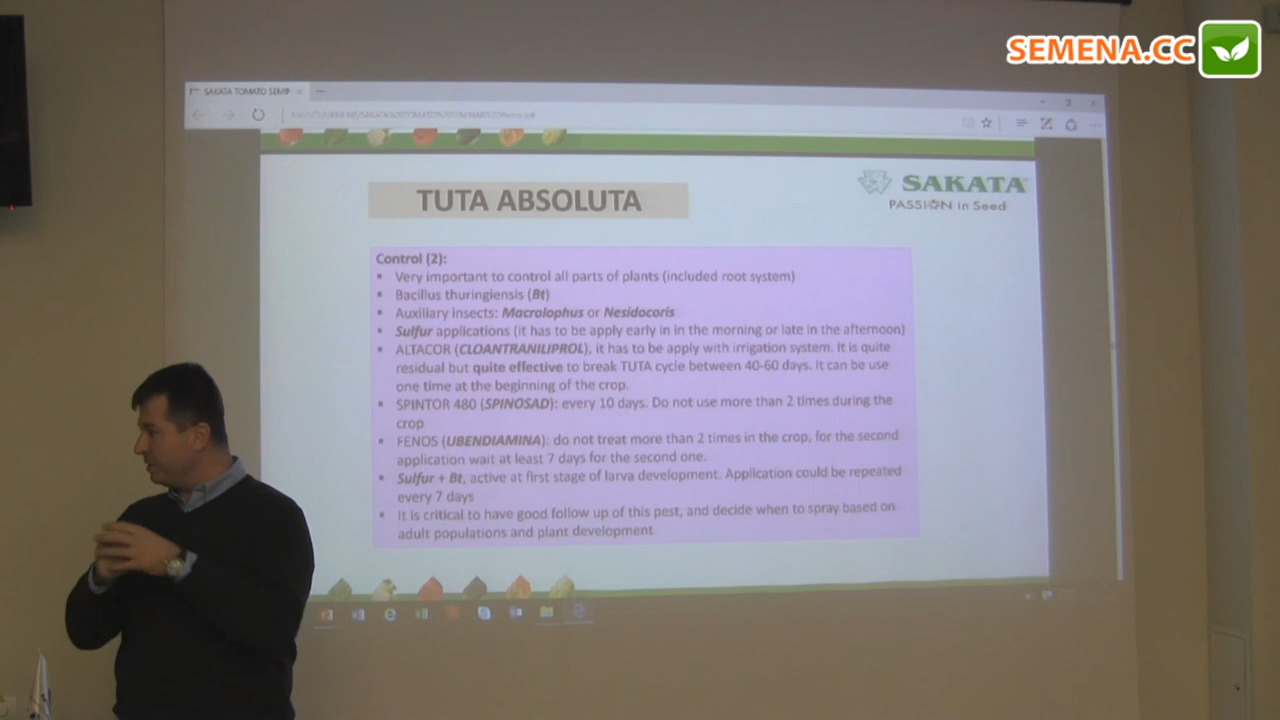 SEMENA.CC
SAKATA TOMATO SEMIN
TUTA ABSOLUTA
SAKATA
PASSION in Seed
Control (2):
▪ Very important to control all parts of plants (included root system)
▪ Bacillus thuringiensis (Bt)
▪ Auxiliary insects: Macrolophus or Nesidocoris
▪ Sulfur applications (it has to be apply early in in the morning or late in the afternoon)
▪ ALTACOR (CLOANTRANILIPROL), it has to be apply with irrigation system. It is quite
residual but quite effective to break TUTA cycle between 40-60 days. It can be use
one time at the beginning of the crop.
▪ SPINTOR 480 (SPINOSAD): every 10 days. Do not use more than 2 times during the
crop
▪ FENOS (UBENDIAMINA): do not treat more than 2 times in the crop, for the second
application wait at least 7 days for the second one.
▪ Sulfur + Bt, active at first stage of larva development. Application could be repeated
every 7 days
▪ It is critical to have good follow up of this pest, and decide when to spray based on
adult populations and plant development